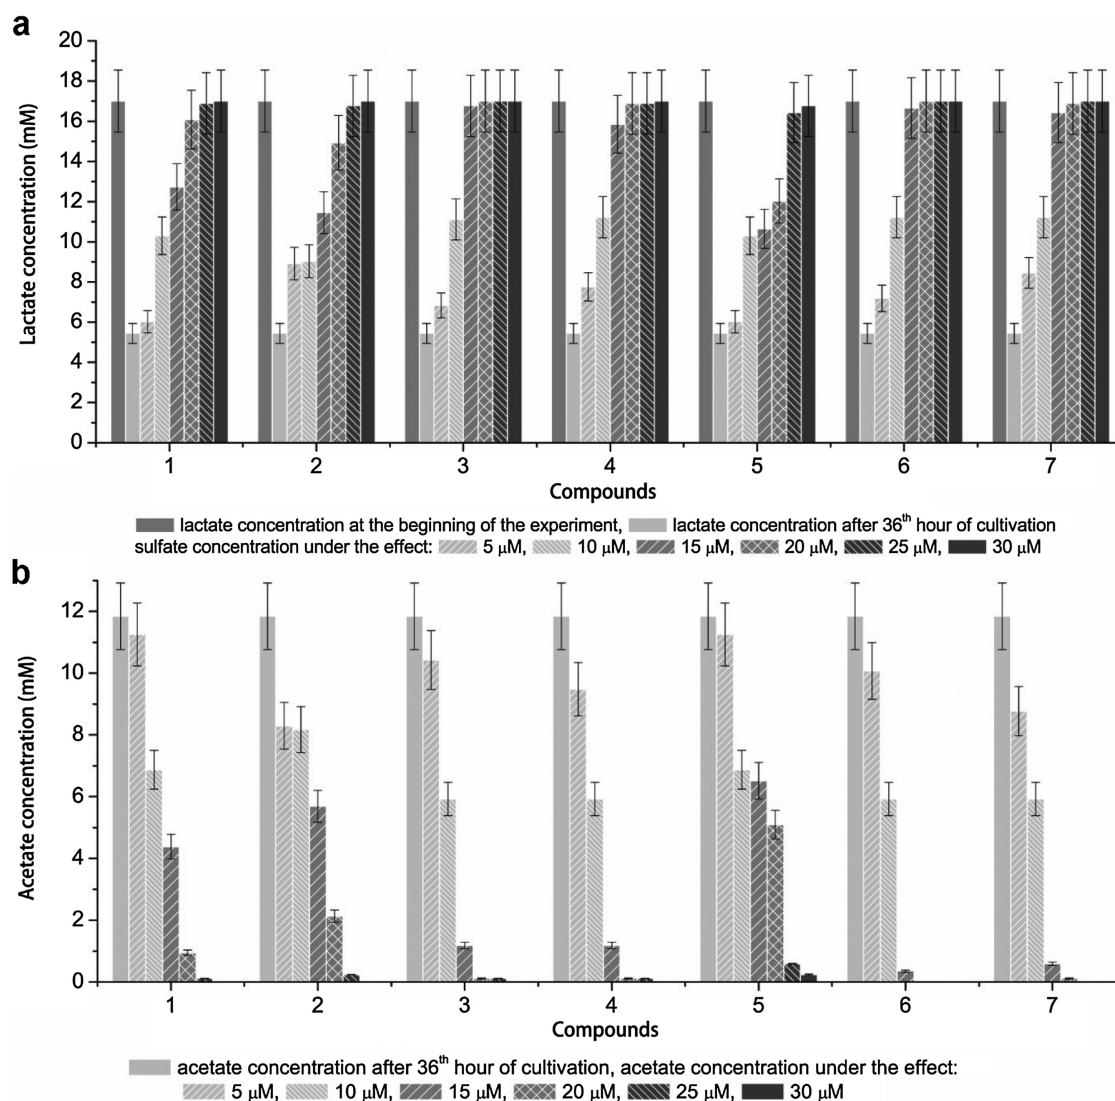 a
Lactate concentration (mM)
20
18
16
14
12
10
8
6
4
2
0
1 2 3 4 5 6 7
Compounds
lactate concentration at the beginning of the experiment, lactate concentration after 36th hour of cultivation
sulfate concentration under the effect: 5 μM, 10 μM, 15 μM, 20 μM, 25 μM, 30 μM
b
Acetate concentration (mM)
12
10
8
6
4
2
0
1 2 3 4 5 6 7
Compounds
acetate concentration after 36th hour of cultivation, acetate concentration under the effect:
5 μM, 10 μM, 15 μM, 20 μM, 25 μM, 30 μM